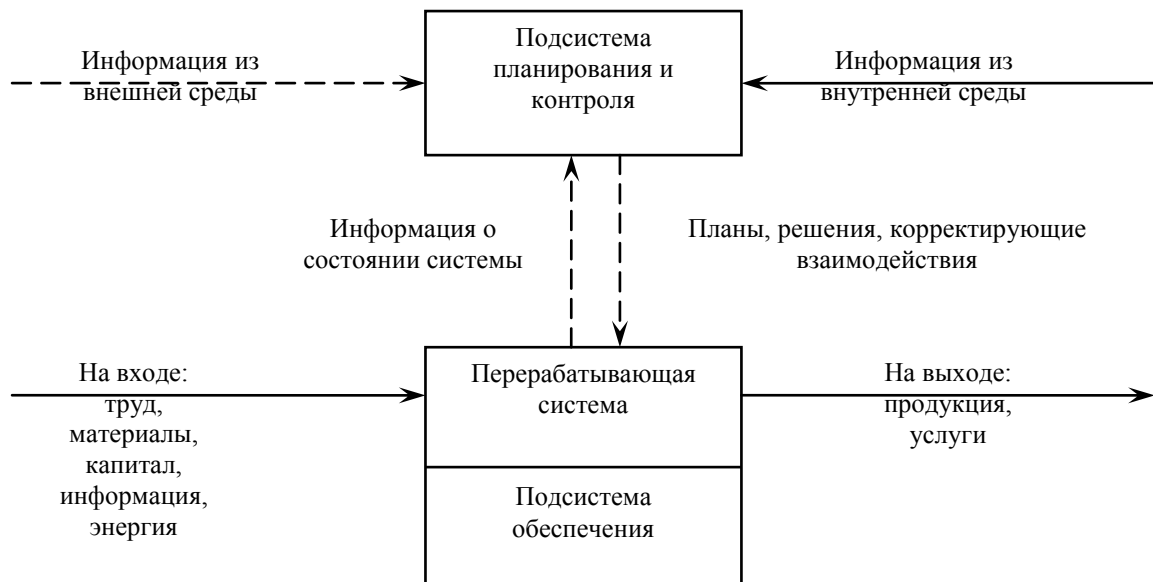 Информация из
внешней среды
Подсистема
планирования и
контроля
Информация из
внутренней среды
Информация о
состоянии системы
Планы, решения, корректирующие
взаимодействия
На входе:
труд,
материалы,
капитал,
информация,
энергия
Перерабатывающая
система
Подсистема
обеспечения
На выходе:
продукция,
услуги